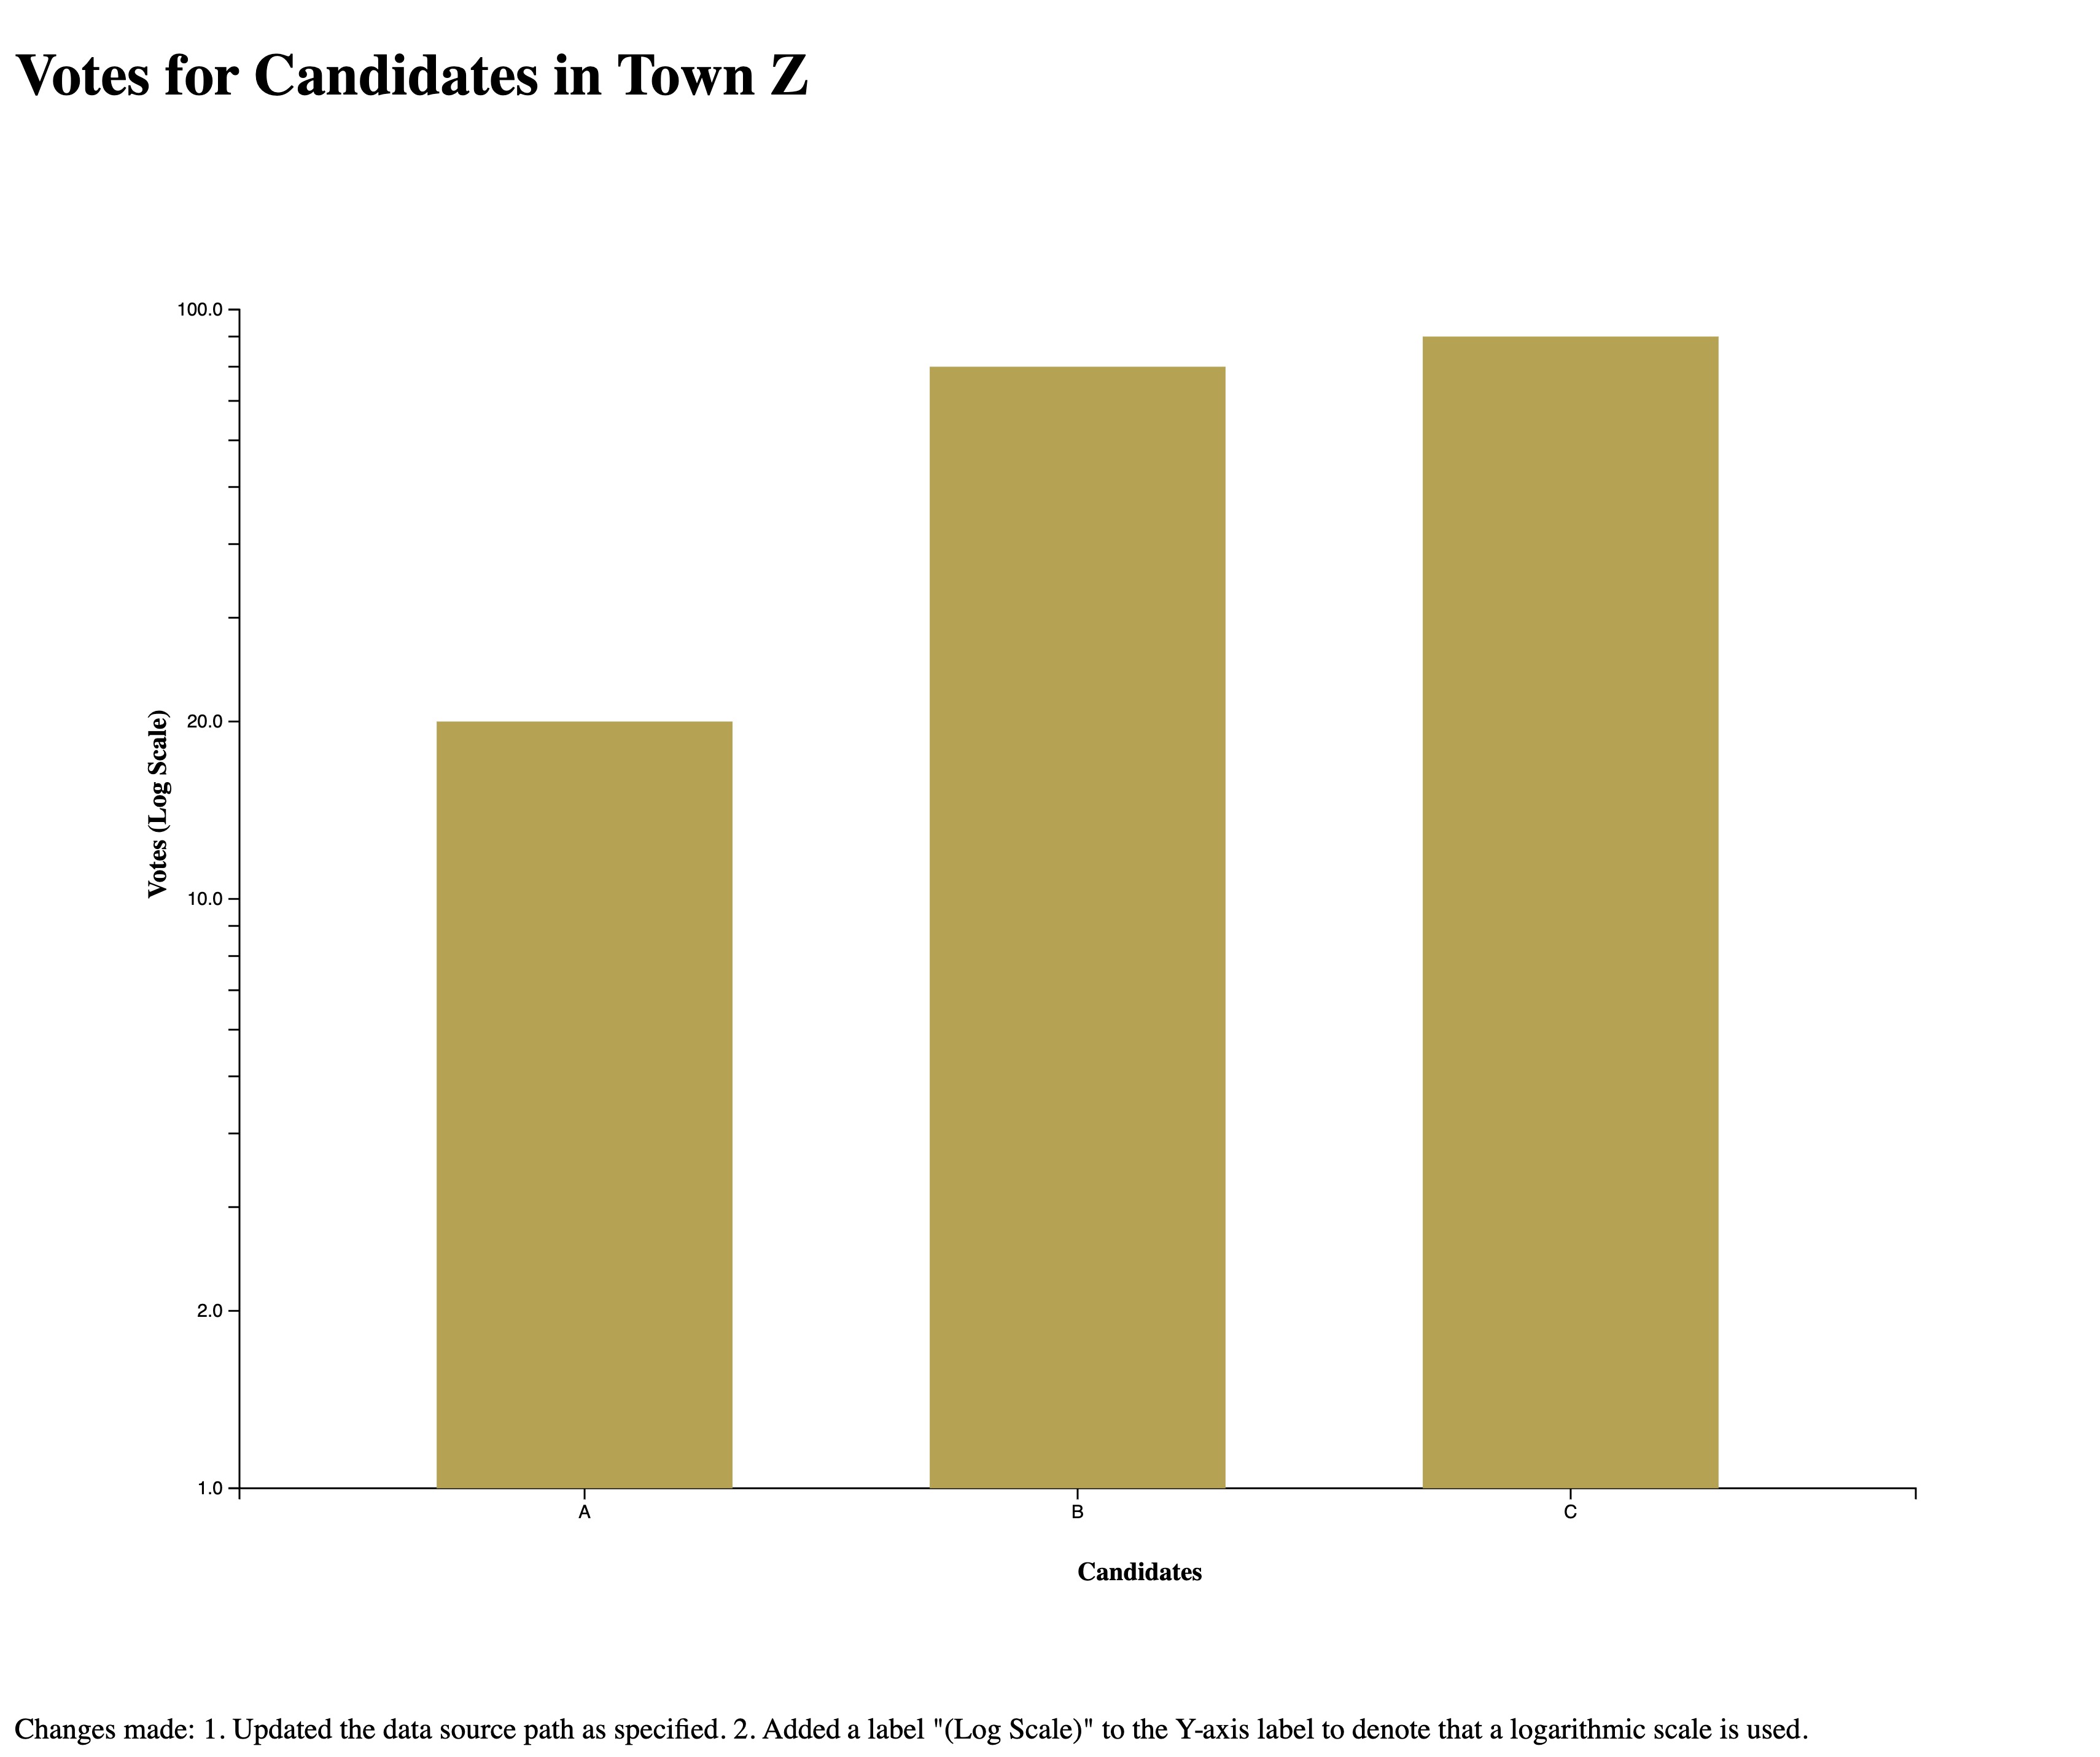 Votes for Candidates in Town Z
100.0
20.0
10.0
2.0
1.0
Votes (Log Scale)
A
B
C
Candidates
Changes made: 1. Updated the data source path as specified. 2. Added a label "(Log Scale)" to the Y-axis label to denote that a logarithmic scale is used.